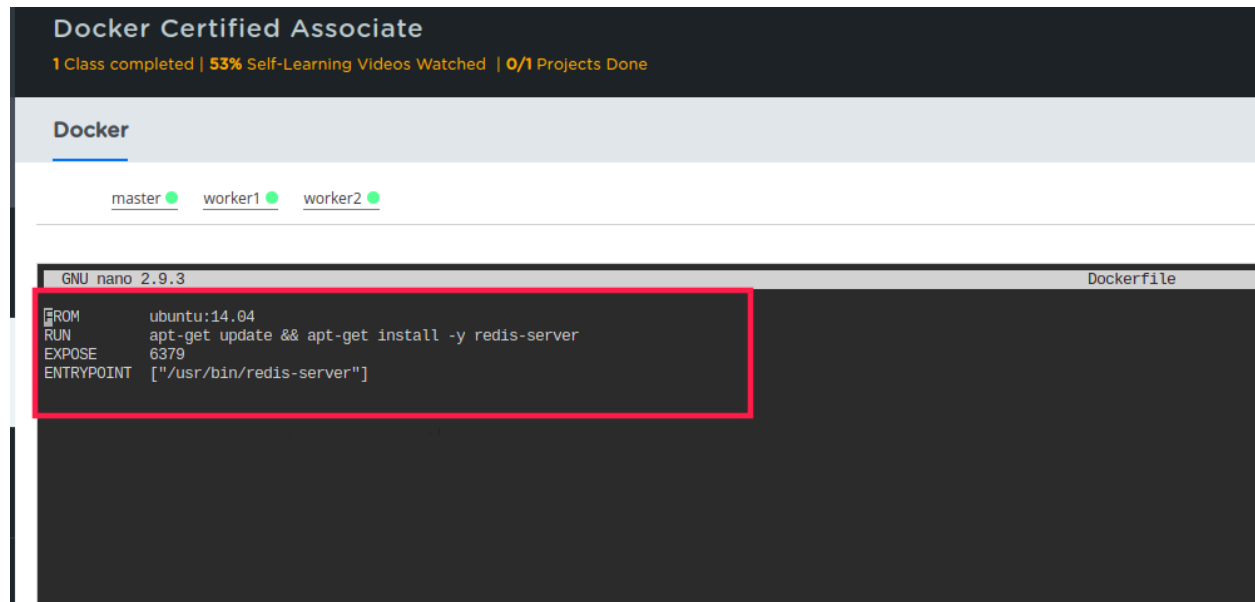 Docker Certified Associate
1 Class completed | 53% Self-Learning Videos Watched | 0/1 Projects Done
Docker
master worker1 worker2
GNU nano 2.9.3 Dockerfile
FROM ubuntu:14.04
RUN apt-get update && apt-get install -y redis-server
EXPOSE 6379
ENTRYPOINT ["/usr/bin/redis-server"]